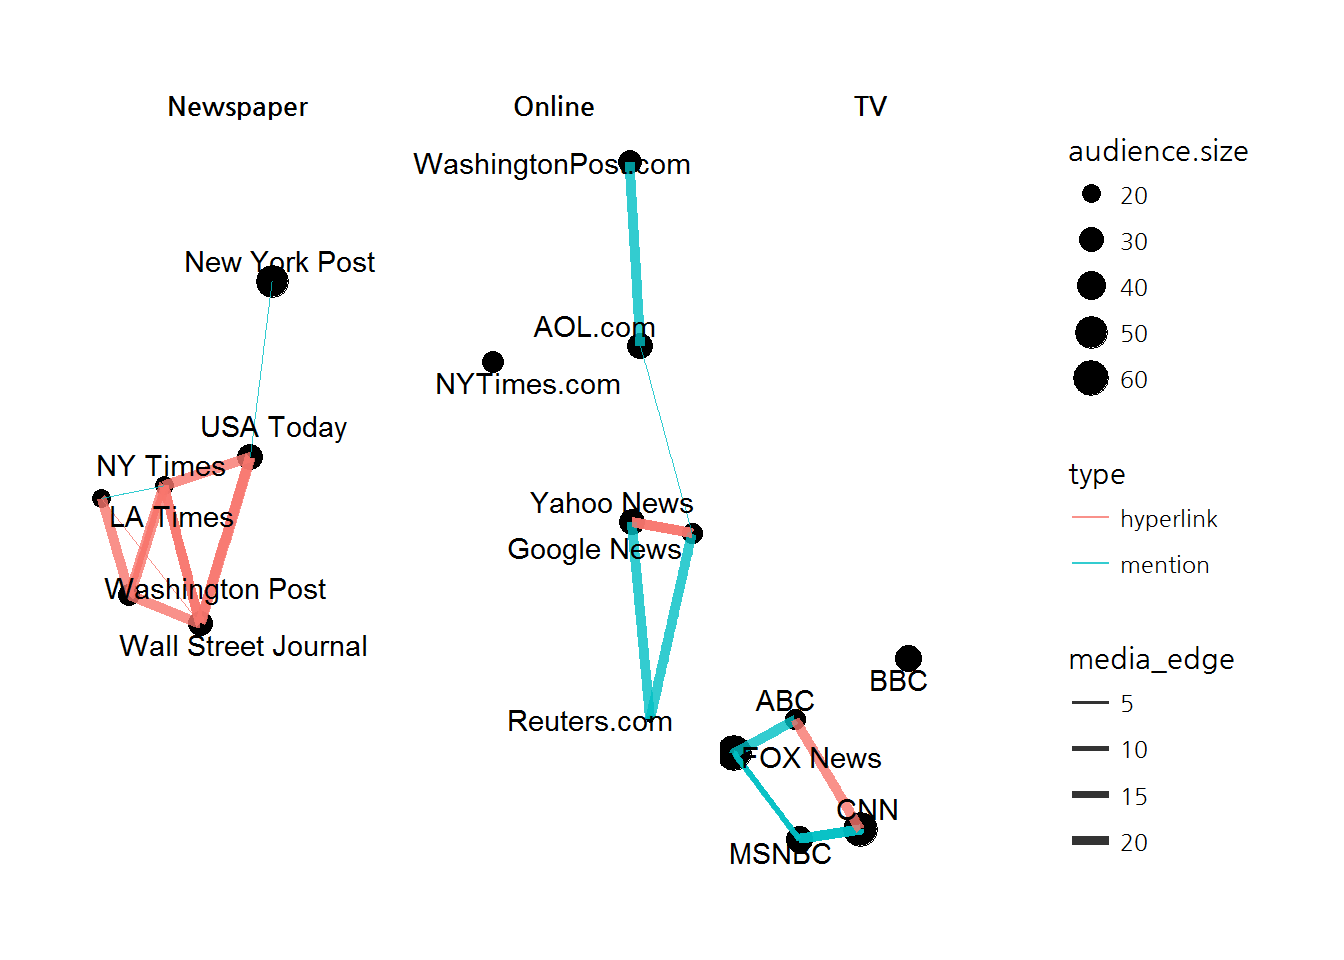 Newspaper
Online
TV
WashingtonPost.com
New York Post
AOL.com
NYTimes.com
USA Today
NY Times
LA Times
Washington Post
Wall Street Journal
Yahoo News
Google News
Reuters.com
BBC
ABC
FOX News
CNN
MSNBC
audience.size
20
30
40
50
60
type
hyperlink
mention
media_edge
5
10
15
20